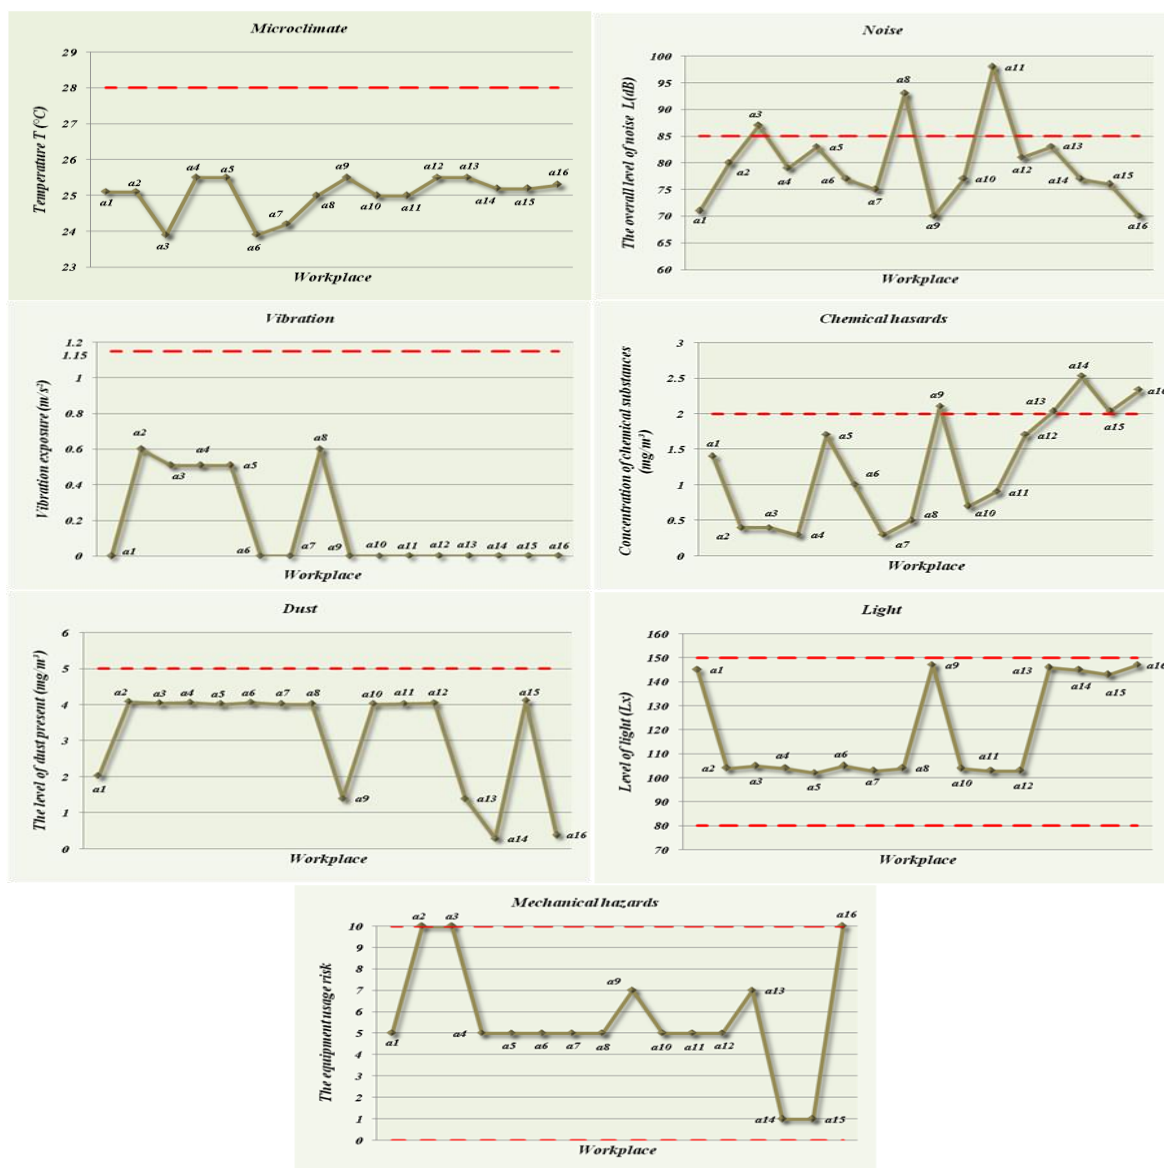 Microclimate
Temperature T (°C)
29
28
27
26
25
24
23
a1
a2
a3
a4
a5
a6
a7
a8
a9
a10
a11
a12
a13
a14
a15
a16
Workplace
Noise
The overall level of noise L(dB)
100
95
90
85
80
75
70
65
60
a1
a2
a3
a4
a5
a6
a7
a8
a9
a10
a11
a12
a13
a14
a15
a16
Workplace
Vibration
Vibration exposure (m/s²)
1.2
1.15
1
0.8
0.6
0.4
0.2
0
a1
a2
a3
a4
a5
a6
a7
a8
a9
a10
a11
a12
a13
a14
a15
a16
Workplace
Chemical hasards
Concentration of chemical substances
(mg/m³)
3
2.5
2
1.5
1
0.5
0
a1
a2
a3
a4
a5
a6
a7
a8
a9
a10
a11
a12
a13
a14
a15
a16
Workplace
Dust
The level of dust present (mg/m³)
6
5
4
3
2
1
0
a1
a2
a3
a4
a5
a6
a7
a8
a9
a10
a11
a12
a13
a14
a15
a16
Workplace
Light
Level of light (Lx)
160
150
140
130
120
110
100
90
80
70
a1
a2
a3
a4
a5
a6
a7
a8
a9
a10
a11
a12
a13
a14
a15
a16
Workplace
Mechanical hazards
The equipment usage risk
10
9
8
7
6
5
4
3
2
1
0
a1
a2
a3
a4
a5
a6
a7
a8
a9
a10
a11
a12
a13
a14
a15
a16
Workplace